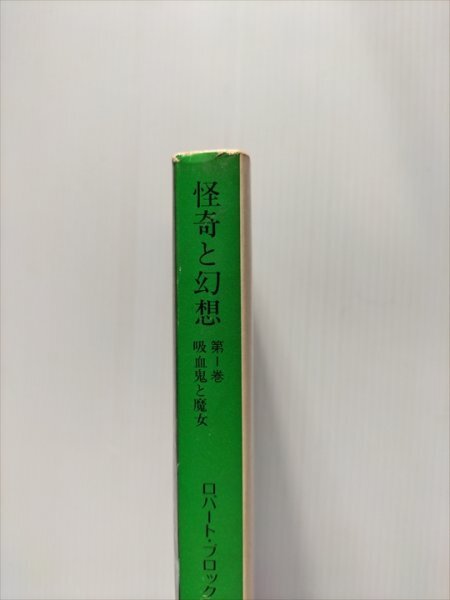 怪奇と幻想
第Ⅰ巻
吸血鬼と魔女
ロバート・ブロック